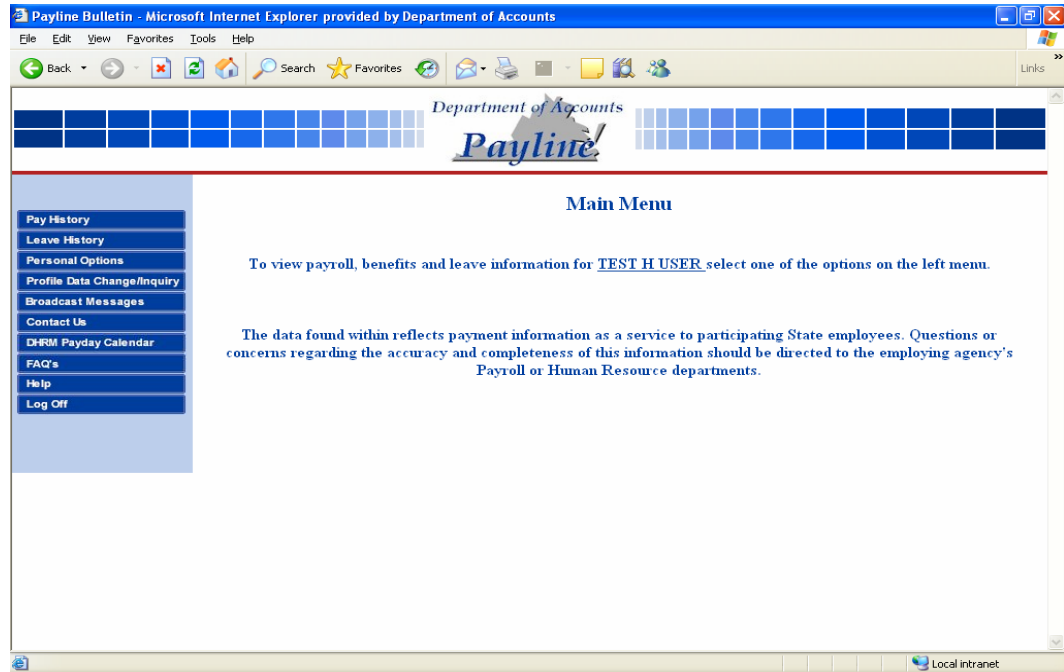 Payline Bulletin - Microsoft Internet Explorer provided by Department of Accounts
File Edit View Favorites Tools Help
Back Search Favorites Links
Department of Accounts
Payline
Main Menu
Pay History
Leave History
Personal Options
Profile Data Change/Inquiry
Broadcast Messages
Contact Us
DHRM Payday Calendar
FAQ's
Help
Log Off
To view payroll, benefits and leave information for TEST H USER select one of the options on the left menu.
The data found within reflects payment information as a service to participating State employees. Questions or
concerns regarding the accuracy and completeness of this information should be directed to the employing agency's
Payroll or Human Resource departments.
Local intranet